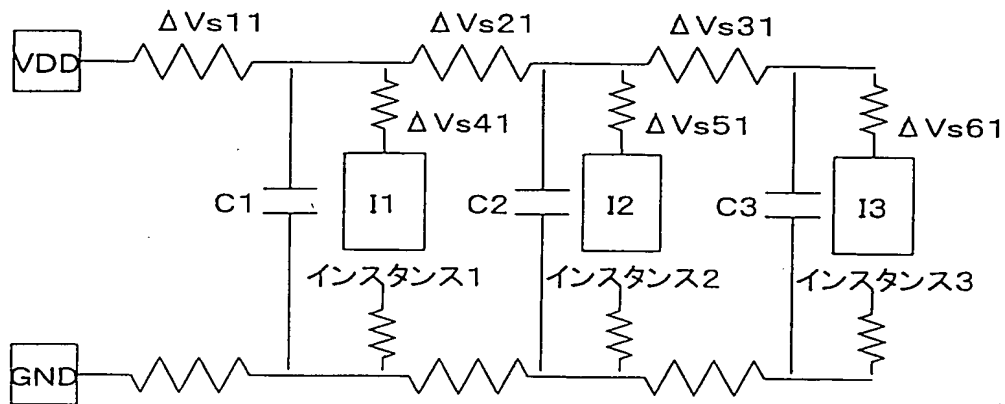 ΔVs11
ΔVs21
ΔVs31
VDD
ΔVs41
ΔVs51
ΔVs61
C1
I1
C2
I2
C3
I3
インスタンス1
インスタンス2
インスタンス3
GND